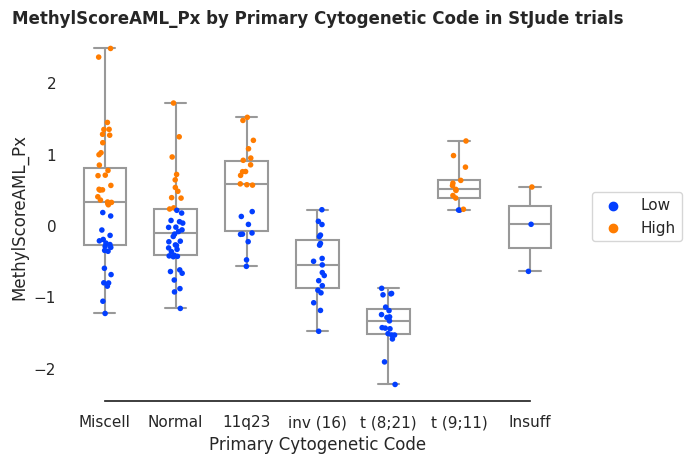 MethylScoreAML_Px by Primary Cytogenetic Code in StJude trials
MethylScoreAML_Px
2
1
0
−1
−2
Miscell Normal 11q23 inv (16) t (8;21) t (9;11) Insuff
Primary Cytogenetic Code
Low
High